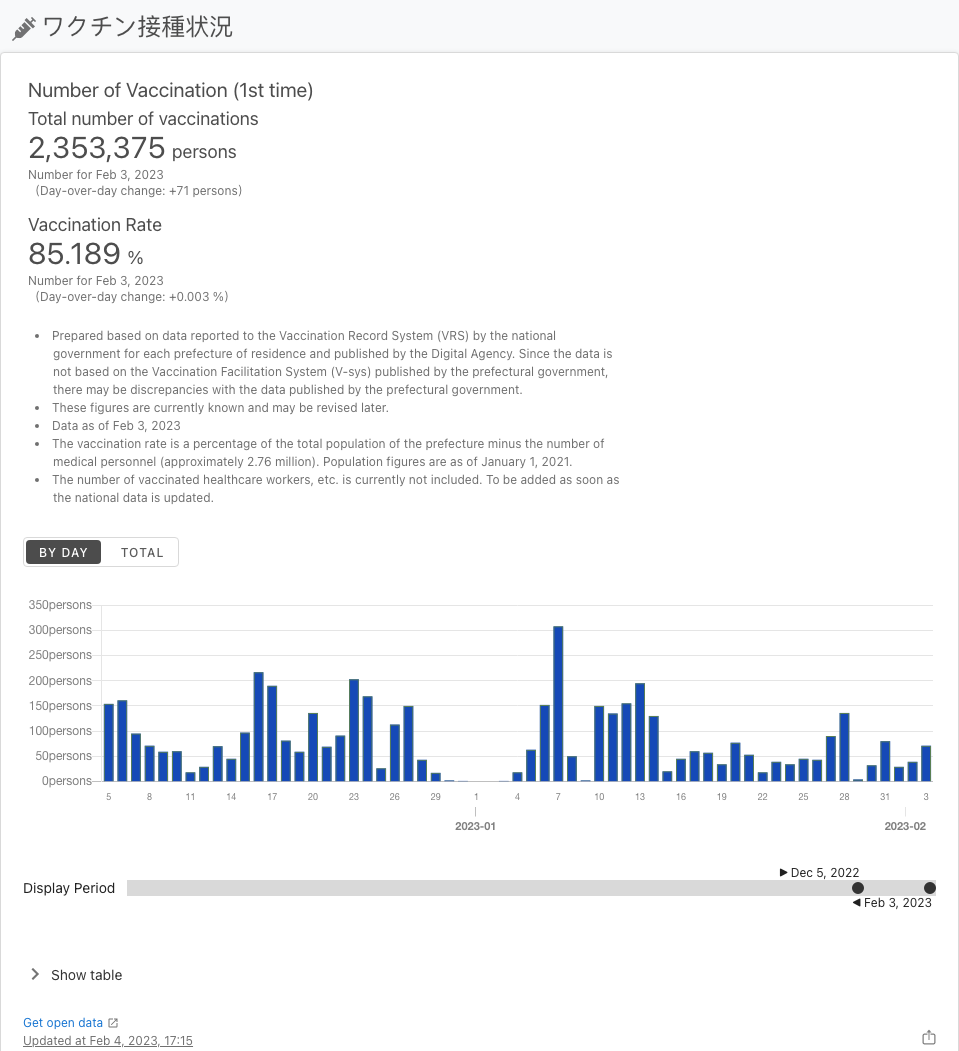 ワクチン接種状況
Number of Vaccination (1st time)
Total number of vaccinations
2,353,375 persons
Number for Feb 3, 2023
(Day-over-day change: +71 persons)
Vaccination Rate
85.189 %
Number for Feb 3, 2023
(Day-over-day change: +0.003 %)
• Prepared based on data reported to the Vaccination Record System (VRS) by the national
government for each prefecture of residence and published by the Digital Agency. Since the data is
not based on the Vaccination Facilitation System (V-sys) published by the prefectural government,
there may be discrepancies with the data published by the prefectural government.
• These figures are currently known and may be revised later.
• Data as of Feb 3, 2023
• The vaccination rate is a percentage of the total population of the prefecture minus the number of
medical personnel (approximately 2.76 million). Population figures are as of January 1, 2021.
• The number of vaccinated healthcare workers, etc. is currently not included. To be added as soon as
the national data is updated.
BY DAY TOTAL
350persons
300persons
250persons
200persons
150persons
100persons
50persons
0persons
5 8 11 14 17 20 23 26 29 1 4 7 10 13 16 19 22 25 28 31 3
2023-01 2023-02
Dec 5, 2022
Display Period
Feb 3, 2023
Show table
Get open data
Updated at Feb 4, 2023, 17:15